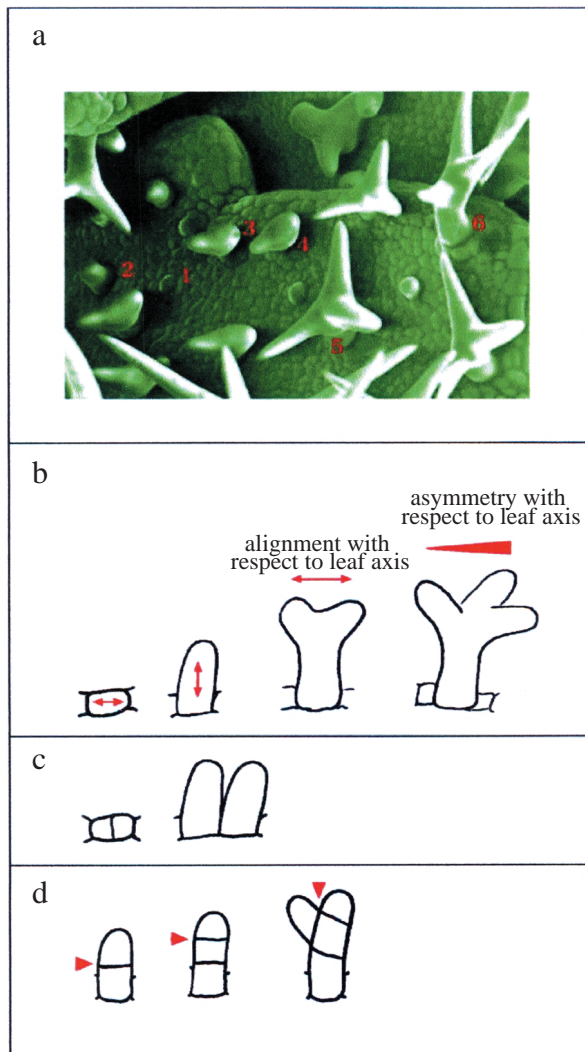 a
3
4
6
2
1
5
b
asymmetry with
respect to leaf axis
alignment with
respect to leaf axis
c
d